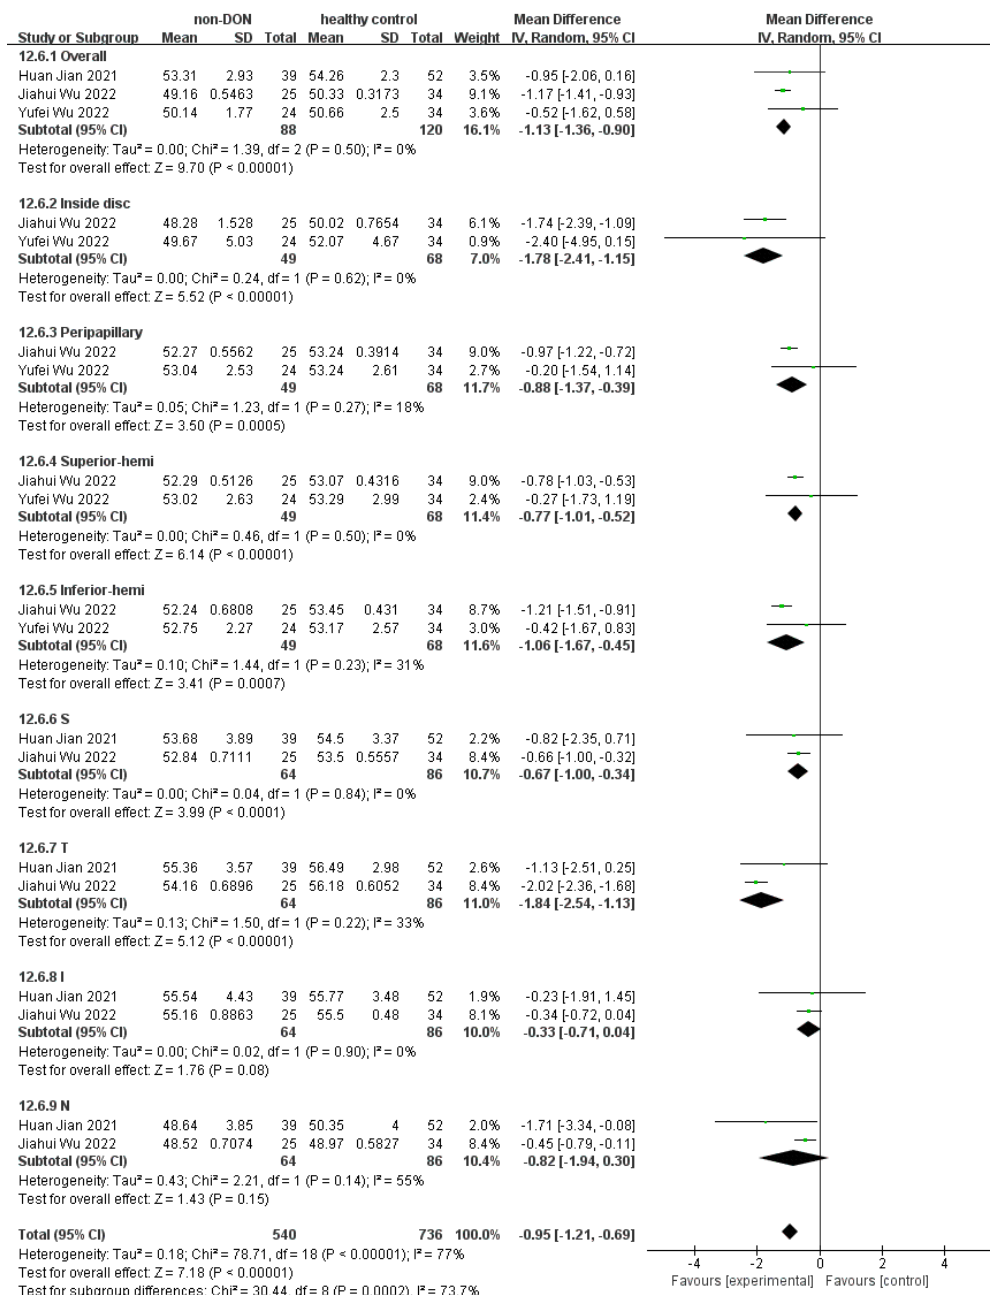 non-DON healthy control Mean Difference Mean Difference
Study or Subgroup Mean SD Total Mean SD Total Weight IV, Random, 95% CI IV, Random, 95% CI
12.6.1 Overall
Huan Jian 2021 53.31 2.93 39 54.26 2.3 52 3.5% -0.95 [-2.06, 0.16]
Jiahui Wu 2022 49.16 0.5463 25 50.33 0.3173 34 9.1% -1.17 [-1.41, -0.93]
Yufei Wu 2022 50.14 1.77 24 50.66 2.5 34 3.6% -0.52 [-1.62, 0.58]
Subtotal (95% CI) 88 120 16.1% -1.13 [-1.36, -0.90]
Heterogeneity: Tau² = 0.00; Chi² = 1.39, df = 2 (P = 0.50); I² = 0%
Test for overall effect: Z = 9.70 (P < 0.00001)
12.6.2 Inside disc
Jiahui Wu 2022 48.28 1.528 25 50.02 0.7654 34 6.1% -1.74 [-2.39, -1.09]
Yufei Wu 2022 49.67 5.03 24 52.07 4.67 34 0.9% -2.40 [-4.95, 0.15]
Subtotal (95% CI) 49 68 7.0% -1.78 [-2.41, -1.15]
Heterogeneity: Tau² = 0.00; Chi² = 0.24, df = 1 (P = 0.62); I² = 0%
Test for overall effect: Z = 5.52 (P < 0.00001)
12.6.3 Peripapillary
Jiahui Wu 2022 52.27 0.5562 25 53.24 0.3914 34 9.0% -0.97 [-1.22, -0.72]
Yufei Wu 2022 53.04 2.53 24 53.24 2.61 34 2.7% -0.20 [-1.54, 1.14]
Subtotal (95% CI) 49 68 11.7% -0.88 [-1.37, -0.39]
Heterogeneity: Tau² = 0.05; Chi² = 1.23, df = 1 (P = 0.27); I² = 18%
Test for overall effect: Z = 3.50 (P = 0.0005)
12.6.4 Superior-hemi
Jiahui Wu 2022 52.29 0.5126 25 53.07 0.4316 34 9.0% -0.78 [-1.03, -0.53]
Yufei Wu 2022 53.02 2.63 24 53.29 2.99 34 2.4% -0.27 [-1.73, 1.19]
Subtotal (95% CI) 49 68 11.4% -0.77 [-1.01, -0.52]
Heterogeneity: Tau² = 0.00; Chi² = 0.46, df = 1 (P = 0.50); I² = 0%
Test for overall effect: Z = 6.14 (P < 0.00001)
12.6.5 Inferior-hemi
Jiahui Wu 2022 52.24 0.6808 25 53.45 0.431 34 8.7% -1.21 [-1.51, -0.91]
Yufei Wu 2022 52.75 2.27 24 53.17 2.57 34 3.0% -0.42 [-1.67, 0.83]
Subtotal (95% CI) 49 68 11.6% -1.06 [-1.67, -0.45]
Heterogeneity: Tau² = 0.10; Chi² = 1.44, df = 1 (P = 0.23); I² = 31%
Test for overall effect: Z = 3.41 (P = 0.0007)
12.6.6 S
Huan Jian 2021 53.68 3.89 39 54.5 3.37 52 2.2% -0.82 [-2.35, 0.71]
Jiahui Wu 2022 52.84 0.7111 25 53.5 0.5557 34 8.4% -0.66 [-1.00, -0.32]
Subtotal (95% CI) 64 86 10.7% -0.67 [-1.00, -0.34]
Heterogeneity: Tau² = 0.00; Chi² = 0.04, df = 1 (P = 0.84); I² = 0%
Test for overall effect: Z = 3.99 (P < 0.0001)
12.6.7 T
Huan Jian 2021 55.36 3.57 39 56.49 2.98 52 2.6% -1.13 [-2.51, 0.25]
Jiahui Wu 2022 54.16 0.6896 25 56.18 0.6052 34 8.4% -2.02 [-2.36, -1.68]
Subtotal (95% CI) 64 86 11.0% -1.84 [-2.54, -1.13]
Heterogeneity: Tau² = 0.13; Chi² = 1.50, df = 1 (P = 0.22); I² = 33%
Test for overall effect: Z = 5.12 (P < 0.00001)
12.6.8 I
Huan Jian 2021 55.54 4.43 39 55.77 3.48 52 1.9% -0.23 [-1.91, 1.45]
Jiahui Wu 2022 55.16 0.8863 25 55.5 0.48 34 8.1% -0.34 [-0.72, 0.04]
Subtotal (95% CI) 64 86 10.0% -0.33 [-0.71, 0.04]
Heterogeneity: Tau² = 0.00; Chi² = 0.02, df = 1 (P = 0.90); I² = 0%
Test for overall effect: Z = 1.76 (P = 0.08)
12.6.9 N
Huan Jian 2021 48.64 3.85 39 50.35 4 52 2.0% -1.71 [-3.34, -0.08]
Jiahui Wu 2022 48.52 0.7074 25 48.97 0.5827 34 8.4% -0.45 [-0.79, -0.11]
Subtotal (95% CI) 64 86 10.4% -0.82 [-1.94, 0.30]
Heterogeneity: Tau² = 0.43; Chi² = 2.21, df = 1 (P = 0.14); I² = 55%
Test for overall effect: Z = 1.43 (P = 0.15)
Total (95% CI) 540 736 100.0% -0.95 [-1.21, -0.69]
Heterogeneity: Tau² = 0.18; Chi² = 78.71, df = 18 (P < 0.00001); I² = 77%
Test for overall effect: Z = 7.18 (P < 0.00001)
Test for subgroup differences: Chi² = 30.44, df = 8 (P = 0.0002), I² = 73.7%
-4 -2 0 2 4
Favours [experimental] Favours [control]